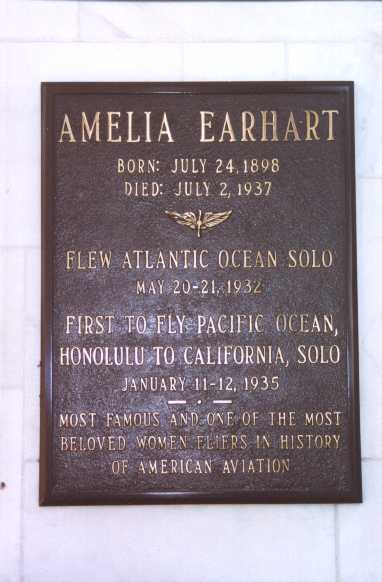 AMELIA EARHART
BORN: JULY 24, 1898
DIED: JULY 2, 1937
FLEW ATLANTIC OCEAN SOLO
MAY 20-21, 1932
FIRST TO FLY PACIFIC OCEAN,
HONOLULU TO CALIFORNIA, SOLO
JANUARY 11-12, 1935
MOST FAMOUS AND ONE OF THE MOST
BELOVED WOMEN FLIERS IN HISTORY
OF AMERICAN AVIATION